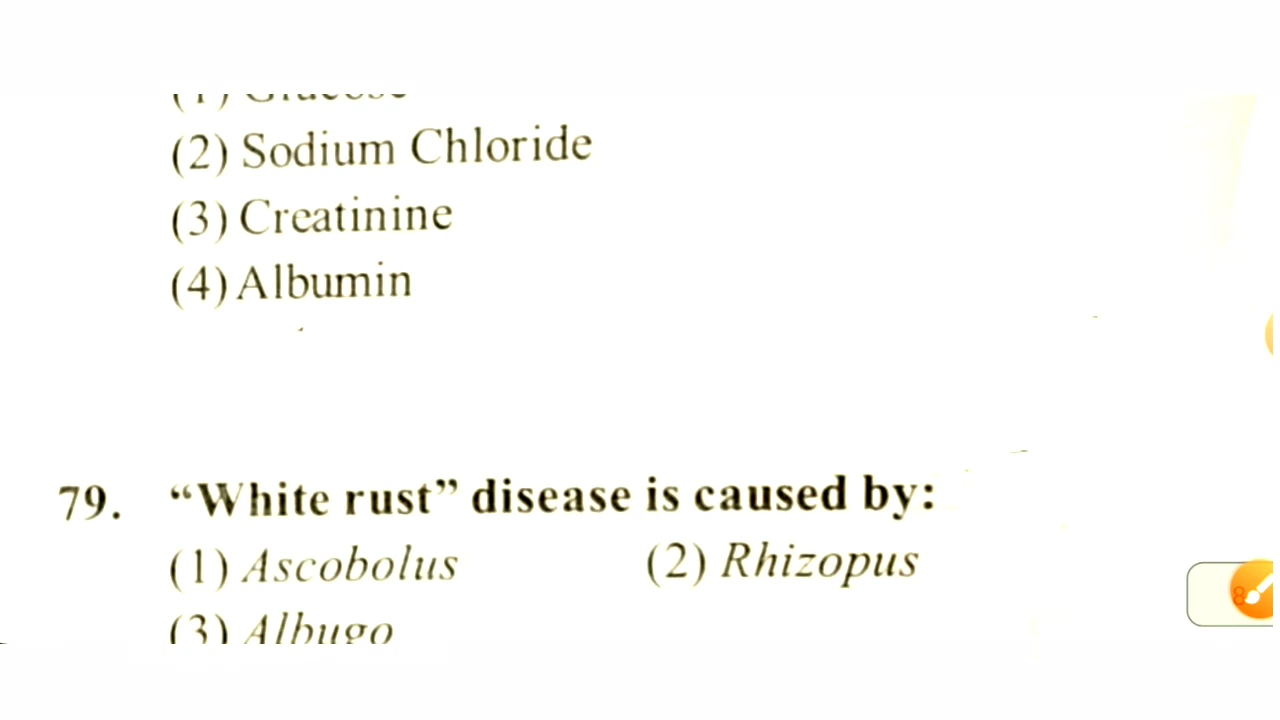 (2) Sodium Chloride
(3) Creatinine
(4) Albumin
79. “White rust” disease is caused by:
(1) Ascobolus (2) Rhizopus
(3) Albugo
8